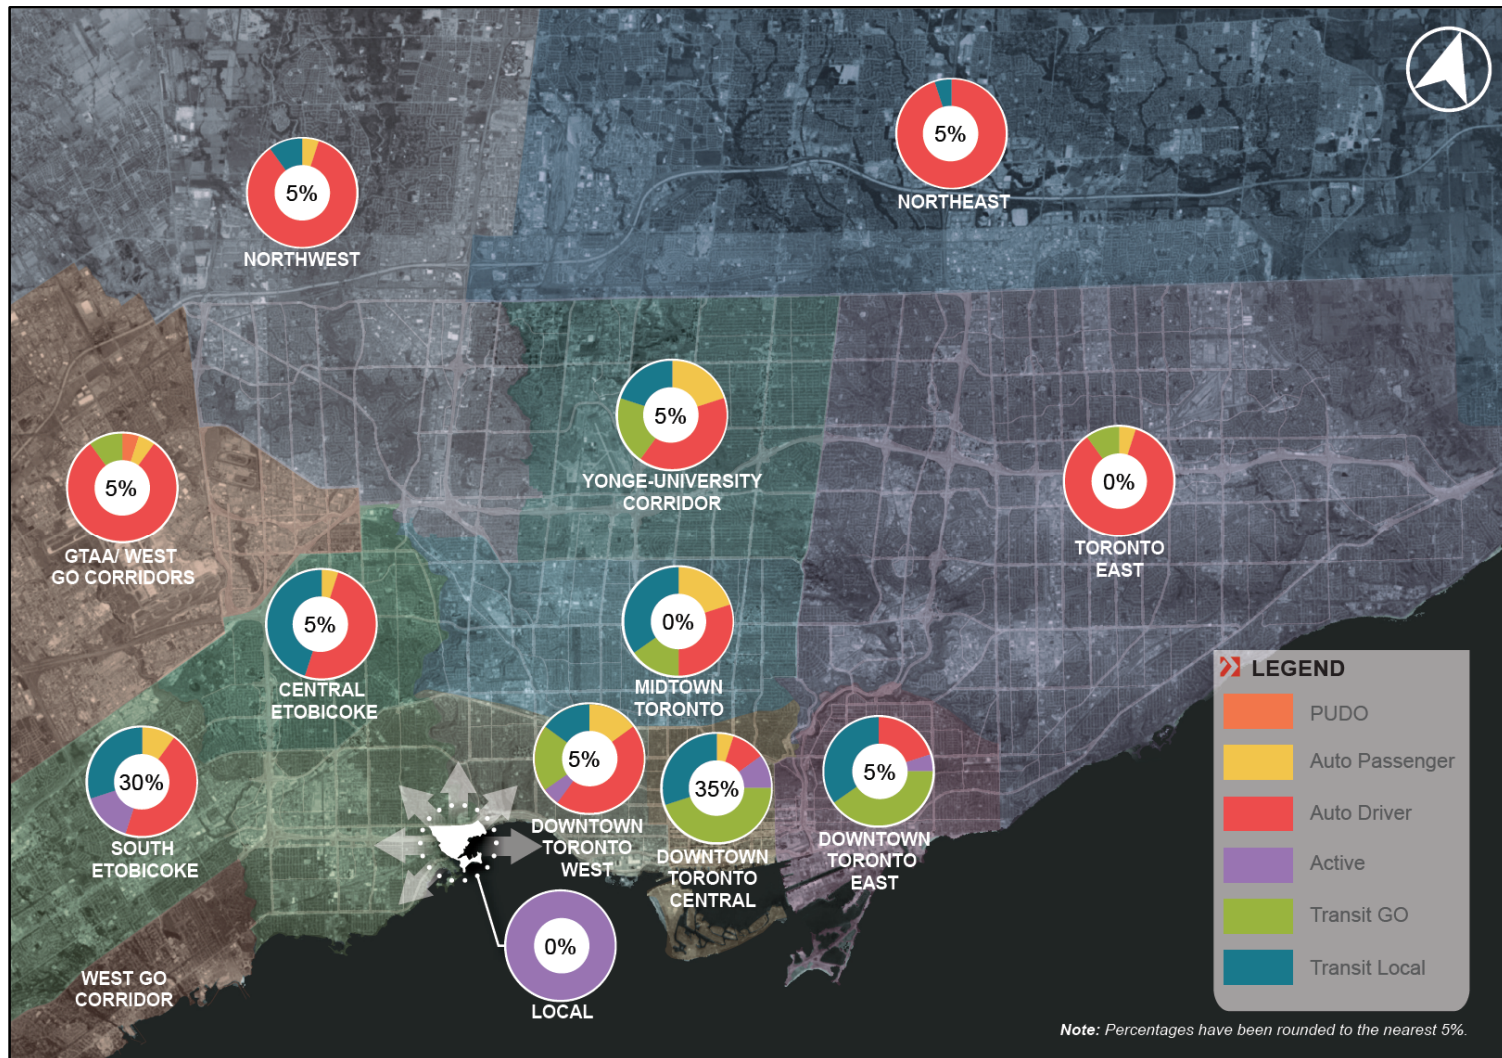 5%
NORTHEAST
5%
NORTHWEST
5%
YONGE-UNIVERSITY
CORRIDOR
5%
GTAA/ WEST
GO CORRIDORS
0%
TORONTO
EAST
5%
CENTRAL
ETOBICOKE
0%
MIDTOWN
TORONTO
30%
SOUTH
ETOBICOKE
5%
DOWNTOWN
TORONTO
WEST
35%
DOWNTOWN
TORONTO
CENTRAL
5%
DOWNTOWN
TORONTO
EAST
0%
LOCAL
WEST GO
CORRIDOR
LEGEND
PUDO
Auto Passenger
Auto Driver
Active
Transit GO
Transit Local
Note: Percentages have been rounded to the nearest 5%.